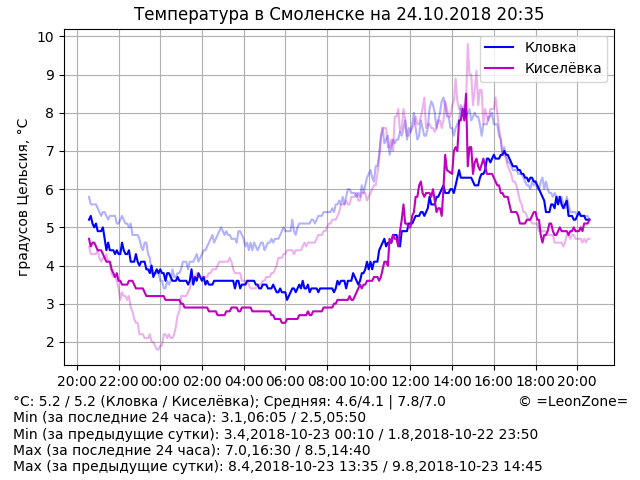 Температура в Смоленске на 24.10.2018 20:35
Кловка
Киселёвка
градусов Цельсия, °C
10
9
8
7
6
5
4
3
2
20:00 22:00 00:00 02:00 04:00 06:00 08:00 10:00 12:00 14:00 16:00 18:00 20:00
°C: 5.2 / 5.2 (Кловка / Киселёвка); Средняя: 4.6/4.1 | 7.8/7.0 © =LeonZone=
Min (за последние 24 часа): 3.1,06:05 / 2.5,05:50
Min (за предыдущие сутки): 3.4,2018-10-23 00:10 / 1.8,2018-10-22 23:50
Max (за последние 24 часа): 7.0,16:30 / 8.5,14:40
Max (за предыдущие сутки): 8.4,2018-10-23 13:35 / 9.8,2018-10-23 14:45